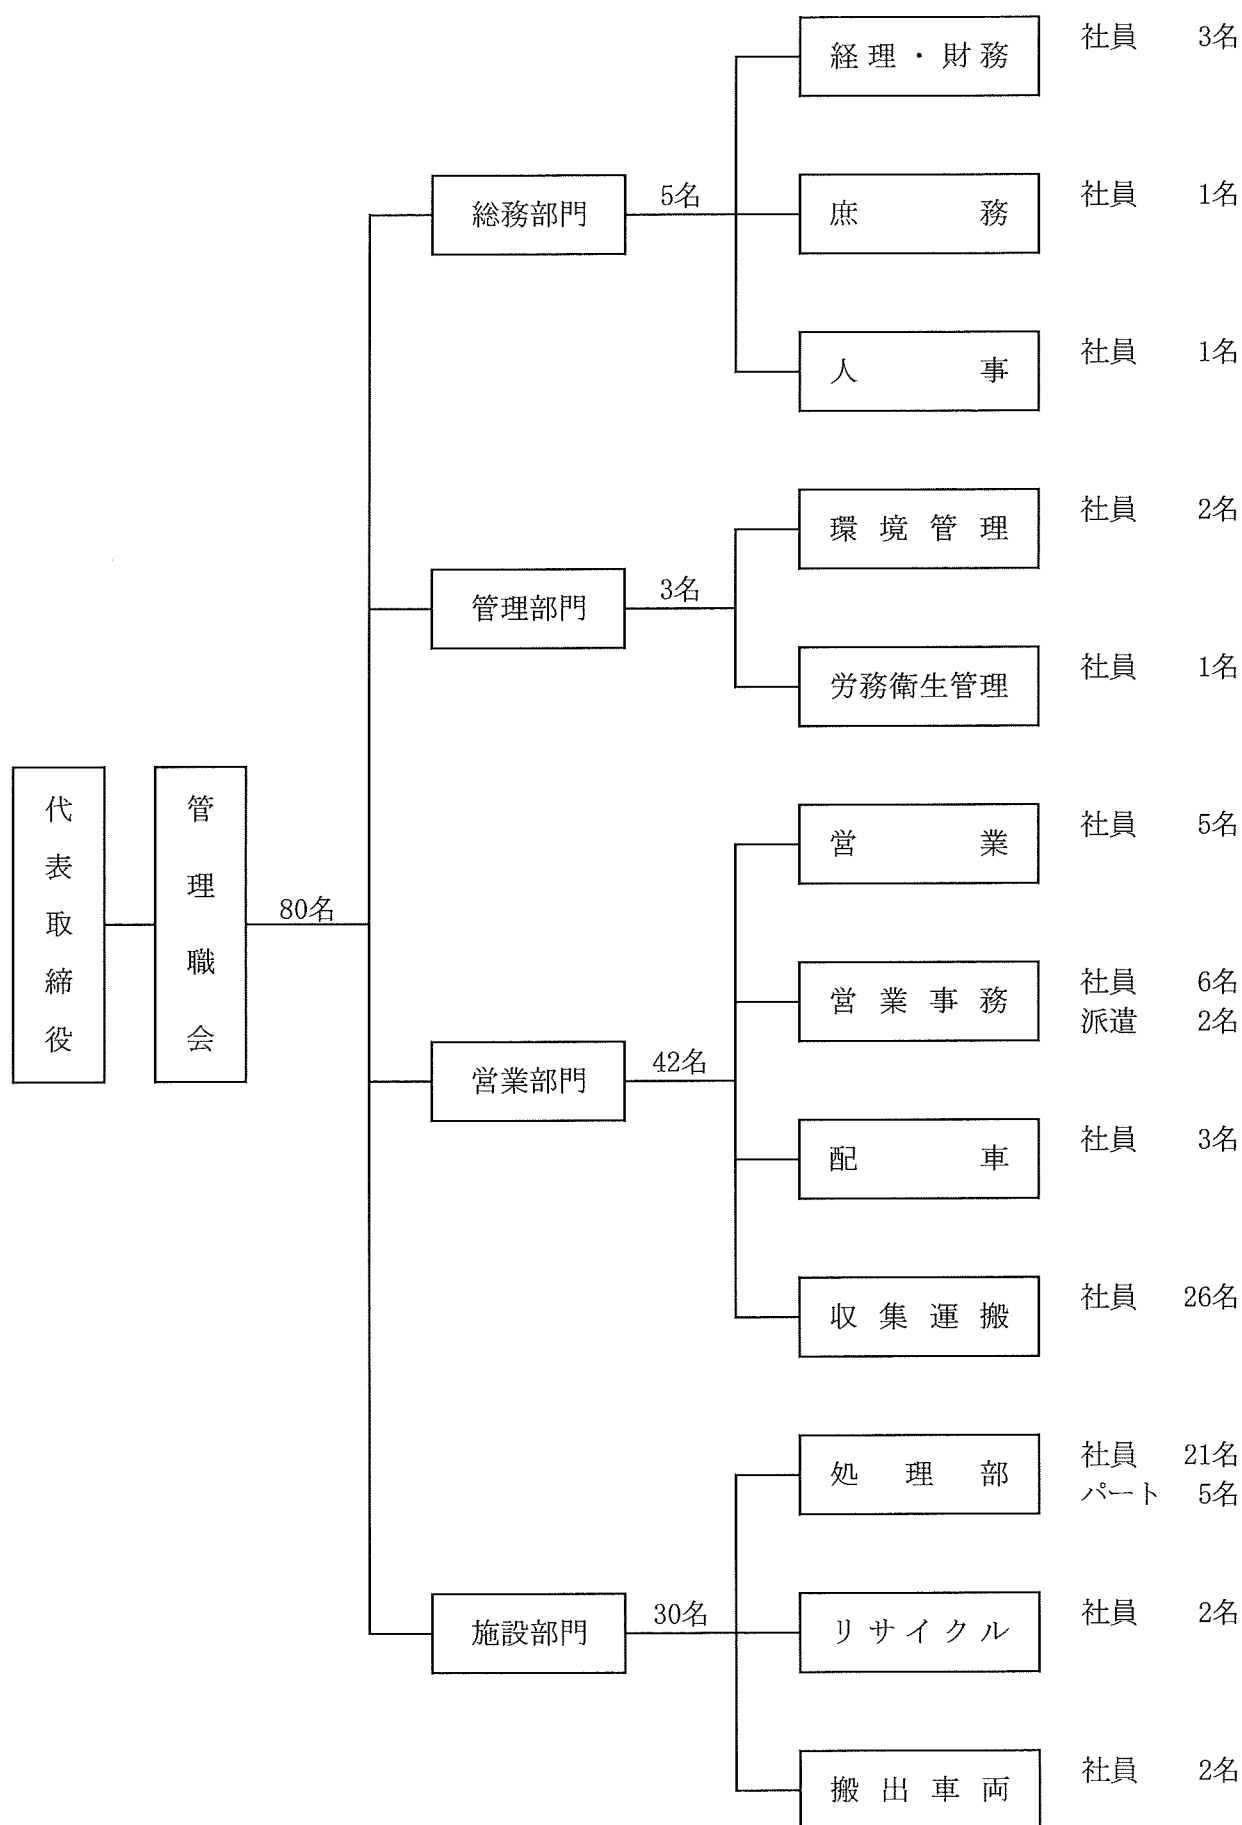 代表取締役
管理職会
80名
総務部門
5名
経理・財務
社員 3名
庶務
社員 1名
人事
社員 1名
管理部門
3名
環境管理
社員 2名
労務衛生管理
社員 1名
営業部門
42名
営業
社員 5名
営業事務
社員 6名
派遣 2名
配車
社員 3名
収集運搬
社員 26名
施設部門
30名
処理部
社員 21名
パート 5名
リサイクル
社員 2名
搬出車両
社員 2名